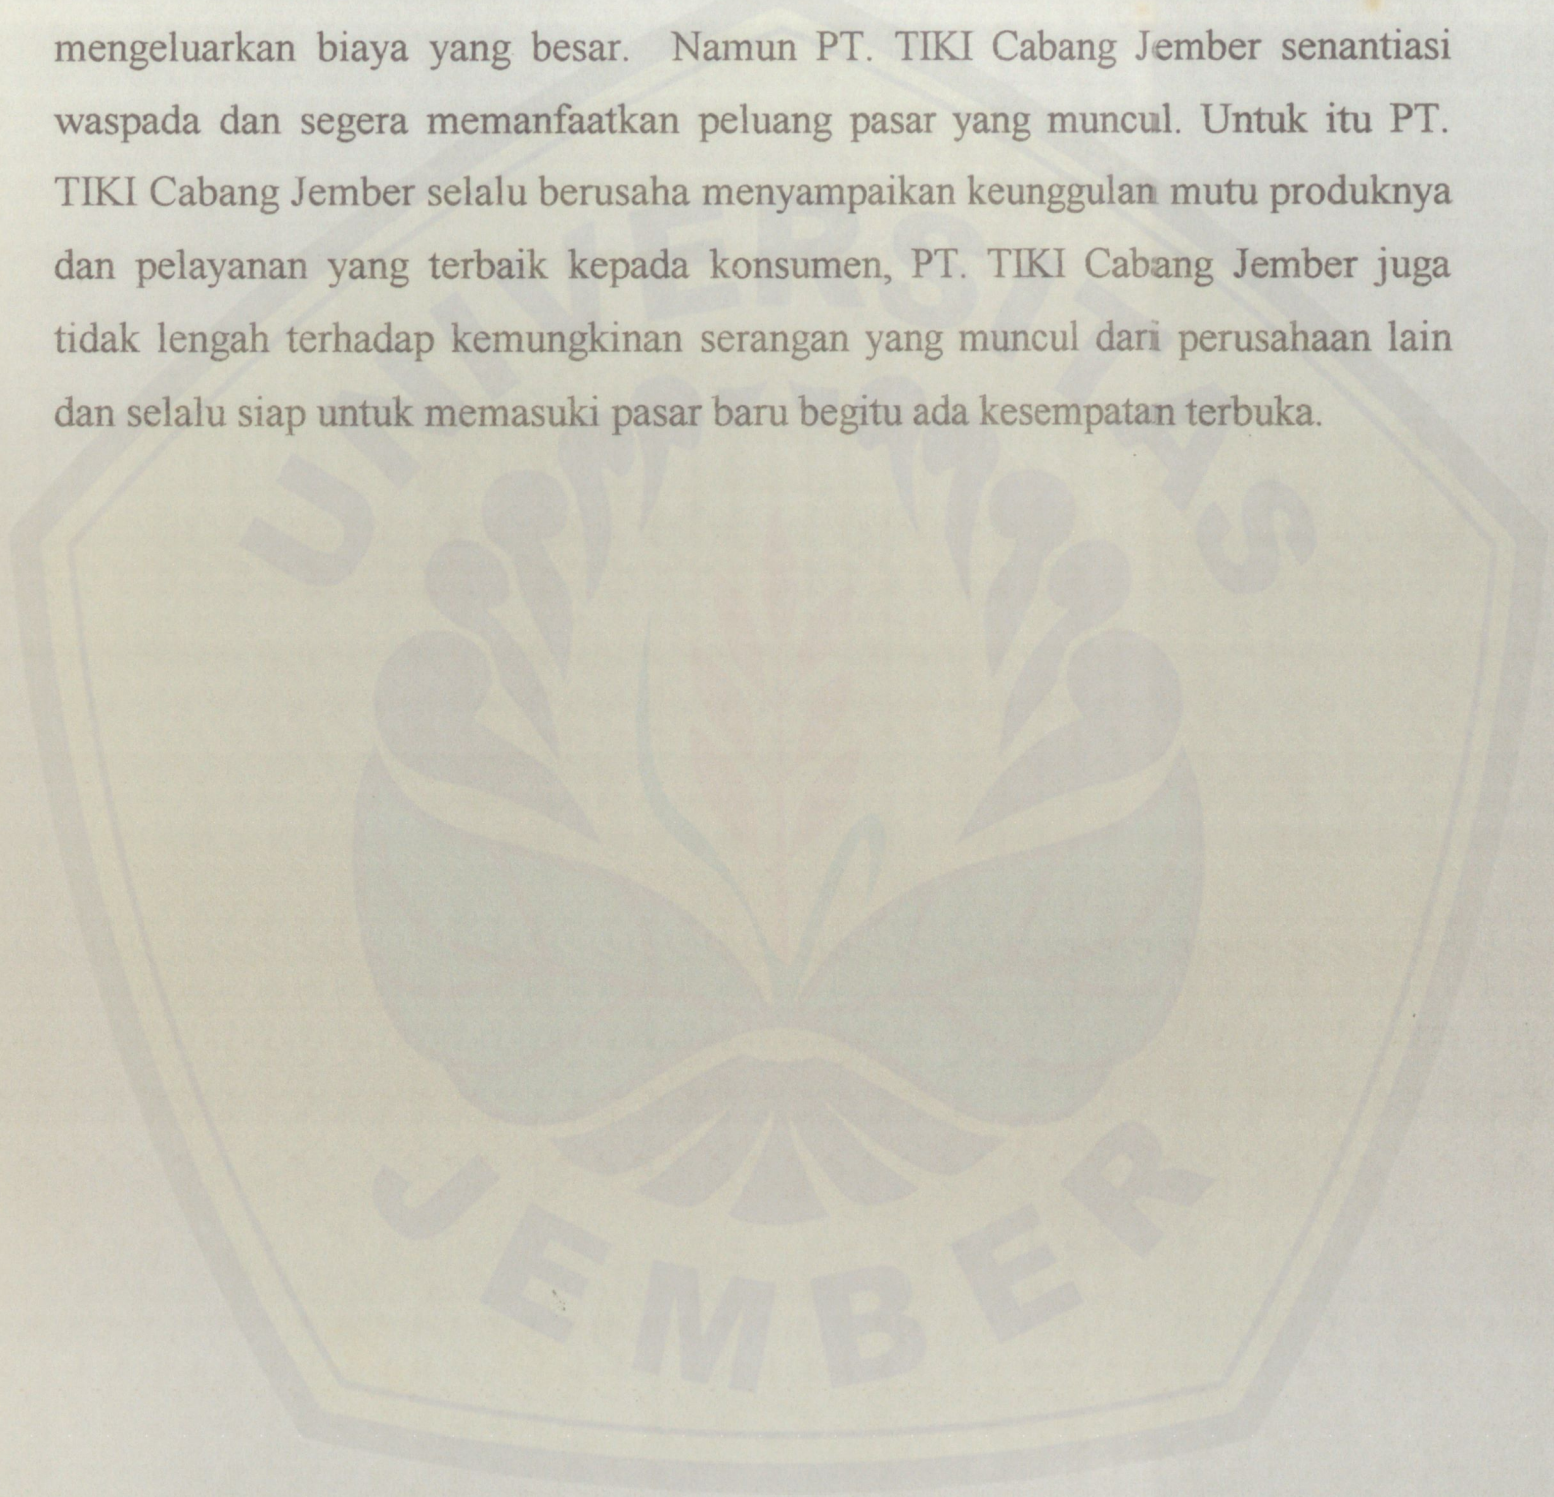 mengeluarkan biaya yang besar. Namun PT. TIKI Cabang Jember senantiasi
waspada dan segera memanfaatkan peluang pasar yang muncul. Untuk itu PT.
TIKI Cabang Jember selalu berusaha menyampaikan keunggulan mutu produknya
dan pelayanan yang terbaik kepada konsumen, PT. TIKI Cabang Jember juga
tidak lengah terhadap kemungkinan serangan yang muncul dari perusahaan lain
dan selalu siap untuk memasuki pasar baru begitu ada kesempatan terbuka.
UNIVERSITAS
JEMBER